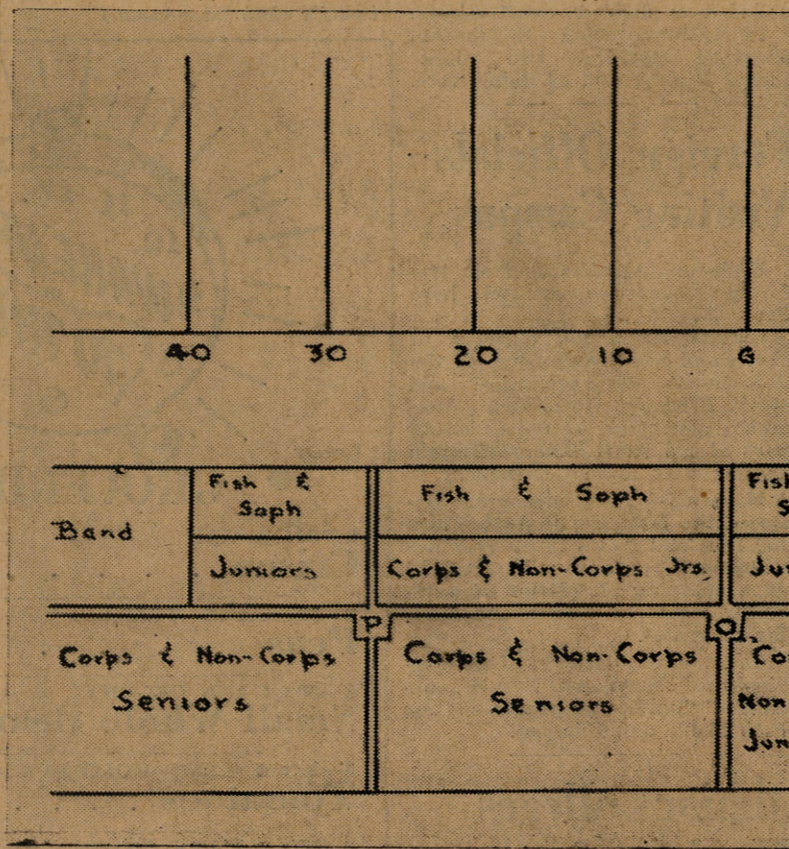 40 30 20 10 G
Band
Fish &
Soph
Juniors
Fish & Soph
Corps & Non-Corps Jrs.
P
O
Corps & Non-Corps
Seniors
Corps & Non-Corps
Seniors